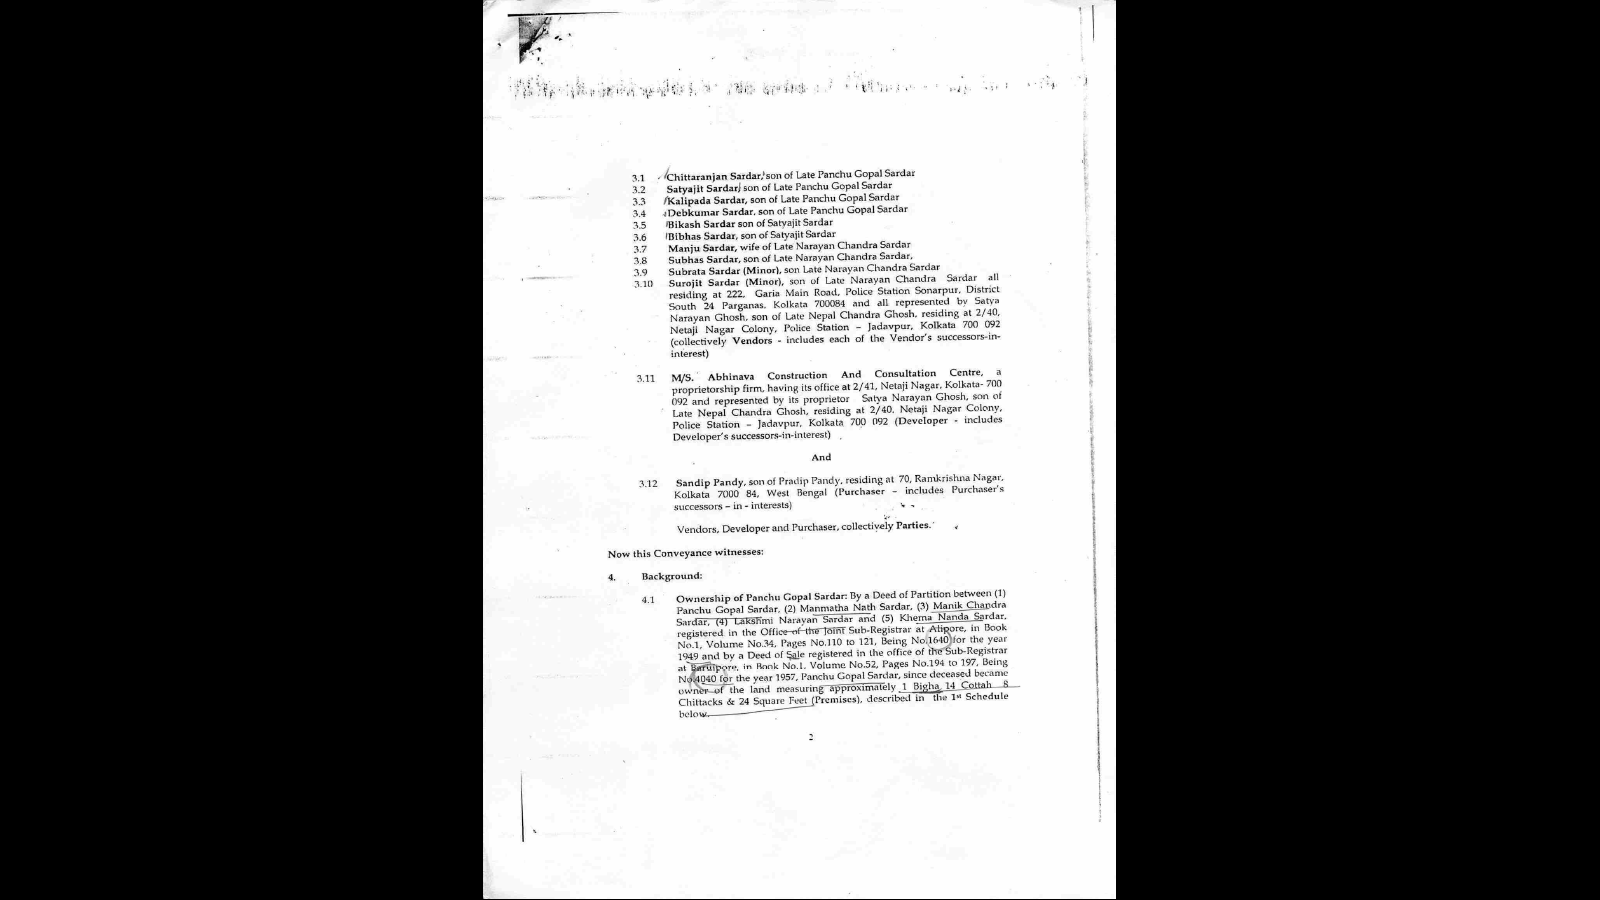 3.1 Chittaranjan Sardar, son of Late Panchu Gopal Sardar
3.2 Satyajit Sardar, son of Late Panchu Gopal Sardar
3.3 Kalipada Sardar, son of Late Panchu Gopal Sardar
3.4 Debkumar Sardar, son of Late Panchu Gopal Sardar
3.5 Bikash Sardar son of Satyajit Sardar
3.6 Bibhas Sardar, son of Satyajit Sardar
3.7 Manju Sardar, wife of Late Narayan Chandra Sardar
3.8 Subhas Sardar, son of Late Narayan Chandra Sardar,
3.9 Subrata Sardar (Minor), son Late Narayan Chandra Sardar
3.10 Surojit Sardar (Minor), son of Late Narayan Chandra Sardar all
residing at 222, Garia Main Road, Police Station Sonarpur, District
South 24 Parganas, Kolkata 700084 and all represented by Satya
Narayan Ghosh, son of Late Nepal Chandra Ghosh, residing at 2/40,
Netaji Nagar Colony, Police Station – Jadavpur, Kolkata 700 092
(collectively Vendors - includes each of the Vendor's successors-in-
interest)
3.11 M/S. Abhinava Construction And Consultation Centre, a
proprietorship firm, having its office at 2/41, Netaji Nagar, Kolkata- 700
092 and represented by its proprietor Satya Narayan Ghosh, son of
Late Nepal Chandra Ghosh, residing at 2/40, Netaji Nagar Colony,
Police Station – Jadavpur, Kolkata 700 092 (Developer - includes
Developer's successors-in-interest)
And
3.12 Sandip Pandy, son of Pradip Pandy, residing at 70, Ramkrishna Nagar,
Kolkata 7000 84, West Bengal (Purchaser – includes Purchaser's
successors – in - interests)
Vendors, Developer and Purchaser, collectively Parties.
Now this Conveyance witnesses:
4. Background:
4.1 Ownership of Panchu Gopal Sardar: By a Deed of Partition between (1)
Panchu Gopal Sardar, (2) Manmatha Nath Sardar, (3) Manik Chandra
Sardar, (4) Lakshmi Narayan Sardar and (5) Khema Nanda Sardar,
registered in the Office of the Joint Sub-Registrar at Alipore, in Book
No.1, Volume No.34, Pages No.110 to 121, Being No.1640 for the year
1949 and by a Deed of Sale registered in the office of the Sub-Registrar
at Baruipore, in Book No.1, Volume No.52, Pages No.194 to 197, Being
No.4040 for the year 1957, Panchu Gopal Sardar, since deceased became
owner of the land measuring approximately 1 Bigha 14 Cottah 8
Chittacks & 24 Square Feet (Premises), described in the 1st Schedule
below.
2